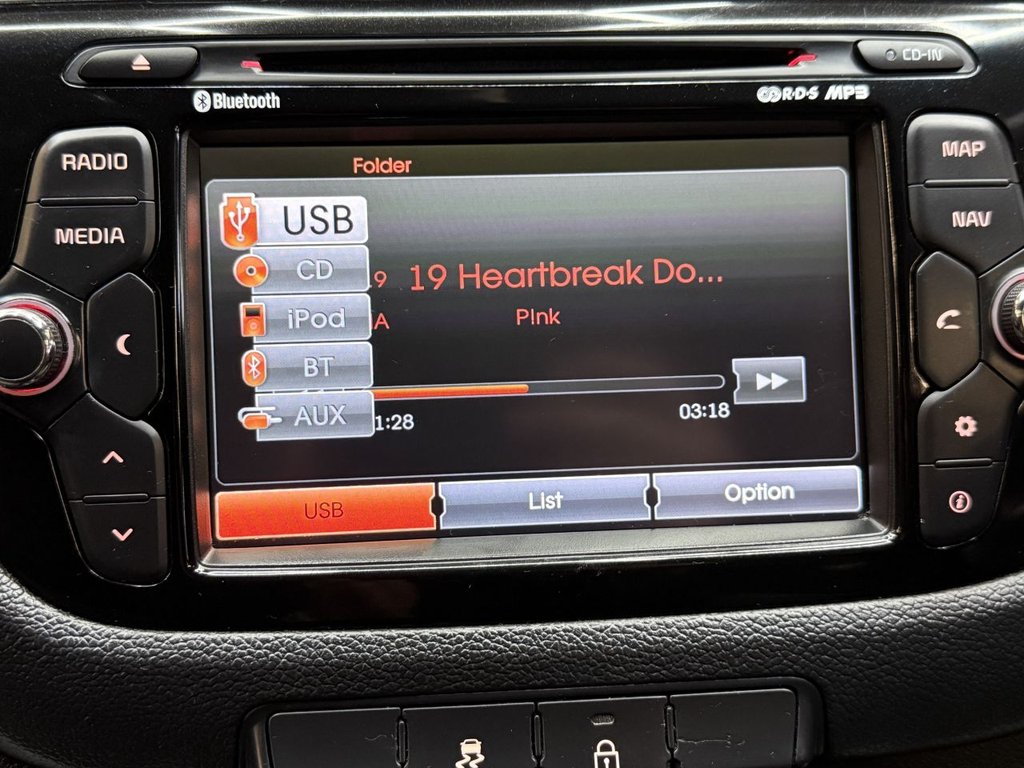 CD-IN
Bluetooth
R·D·S MP3
RADIO
MEDIA
MAP
NAV
Folder
USB
CD
iPod
BT
AUX
9 19 Heartbreak Do...
A P!nk
1:28
03:18
USB
List
Option